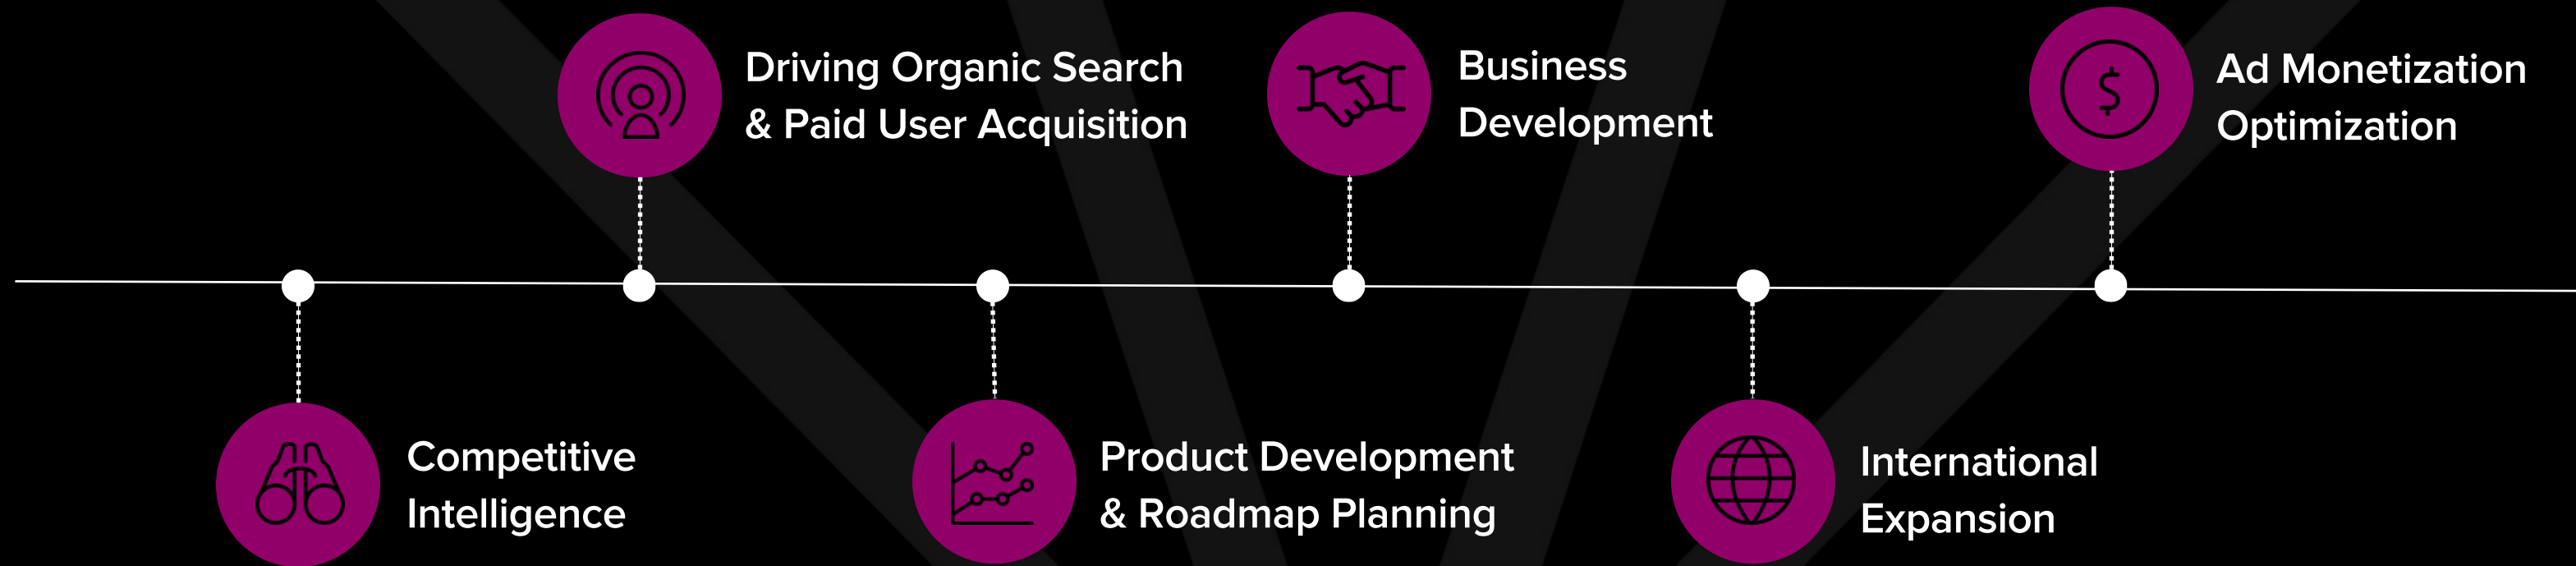 Driving Organic Search
& Paid User Acquisition
Business
Development
Ad Monetization
Optimization
Competitive
Intelligence
Product Development
& Roadmap Planning
International
Expansion